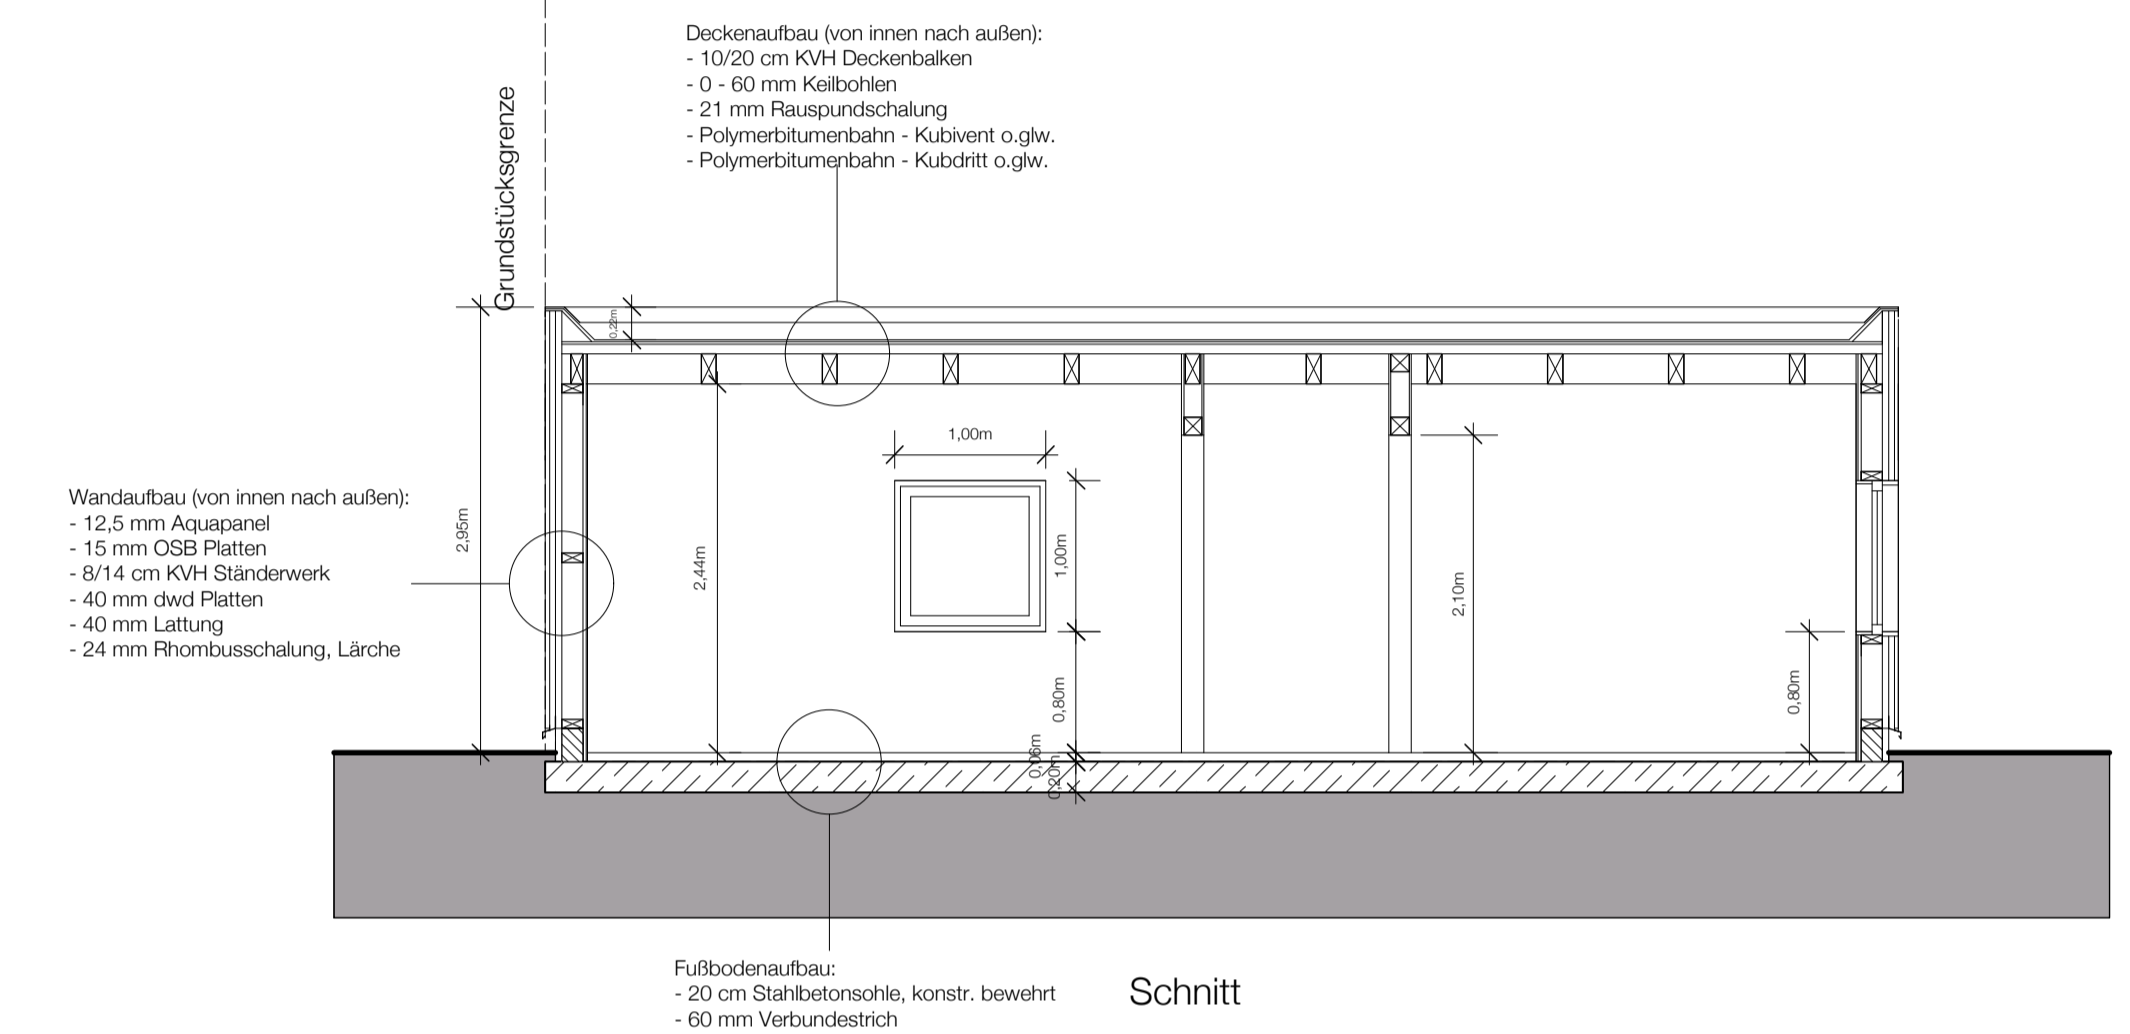 Deckenaufbau (von innen nach außen):
- 10/20 cm KVH Deckenbalken
- 0 - 60 mm Keilbohlen
- 21 mm Rauspundschalung
- Polymerbitumenbahn - Kubivent o.glw.
- Polymerbitumenbahn - Kubdritt o.glw.
Grundstücksgrenze
0,22m
1,00m
Wandaufbau (von innen nach außen):
- 12,5 mm Aquapanel
- 15 mm OSB Platten
- 8/14 cm KVH Ständerwerk
- 40 mm dwd Platten
- 40 mm Lattung
- 24 mm Rhombusschalung, Lärche
2,95m
2,44m
1,00m
2,10m
0,80m
0,80m
0,06m
0,20m
Fußbodenaufbau:
- 20 cm Stahlbetonsohle, konstr. bewehrt
- 60 mm Verbundestrich
Schnitt